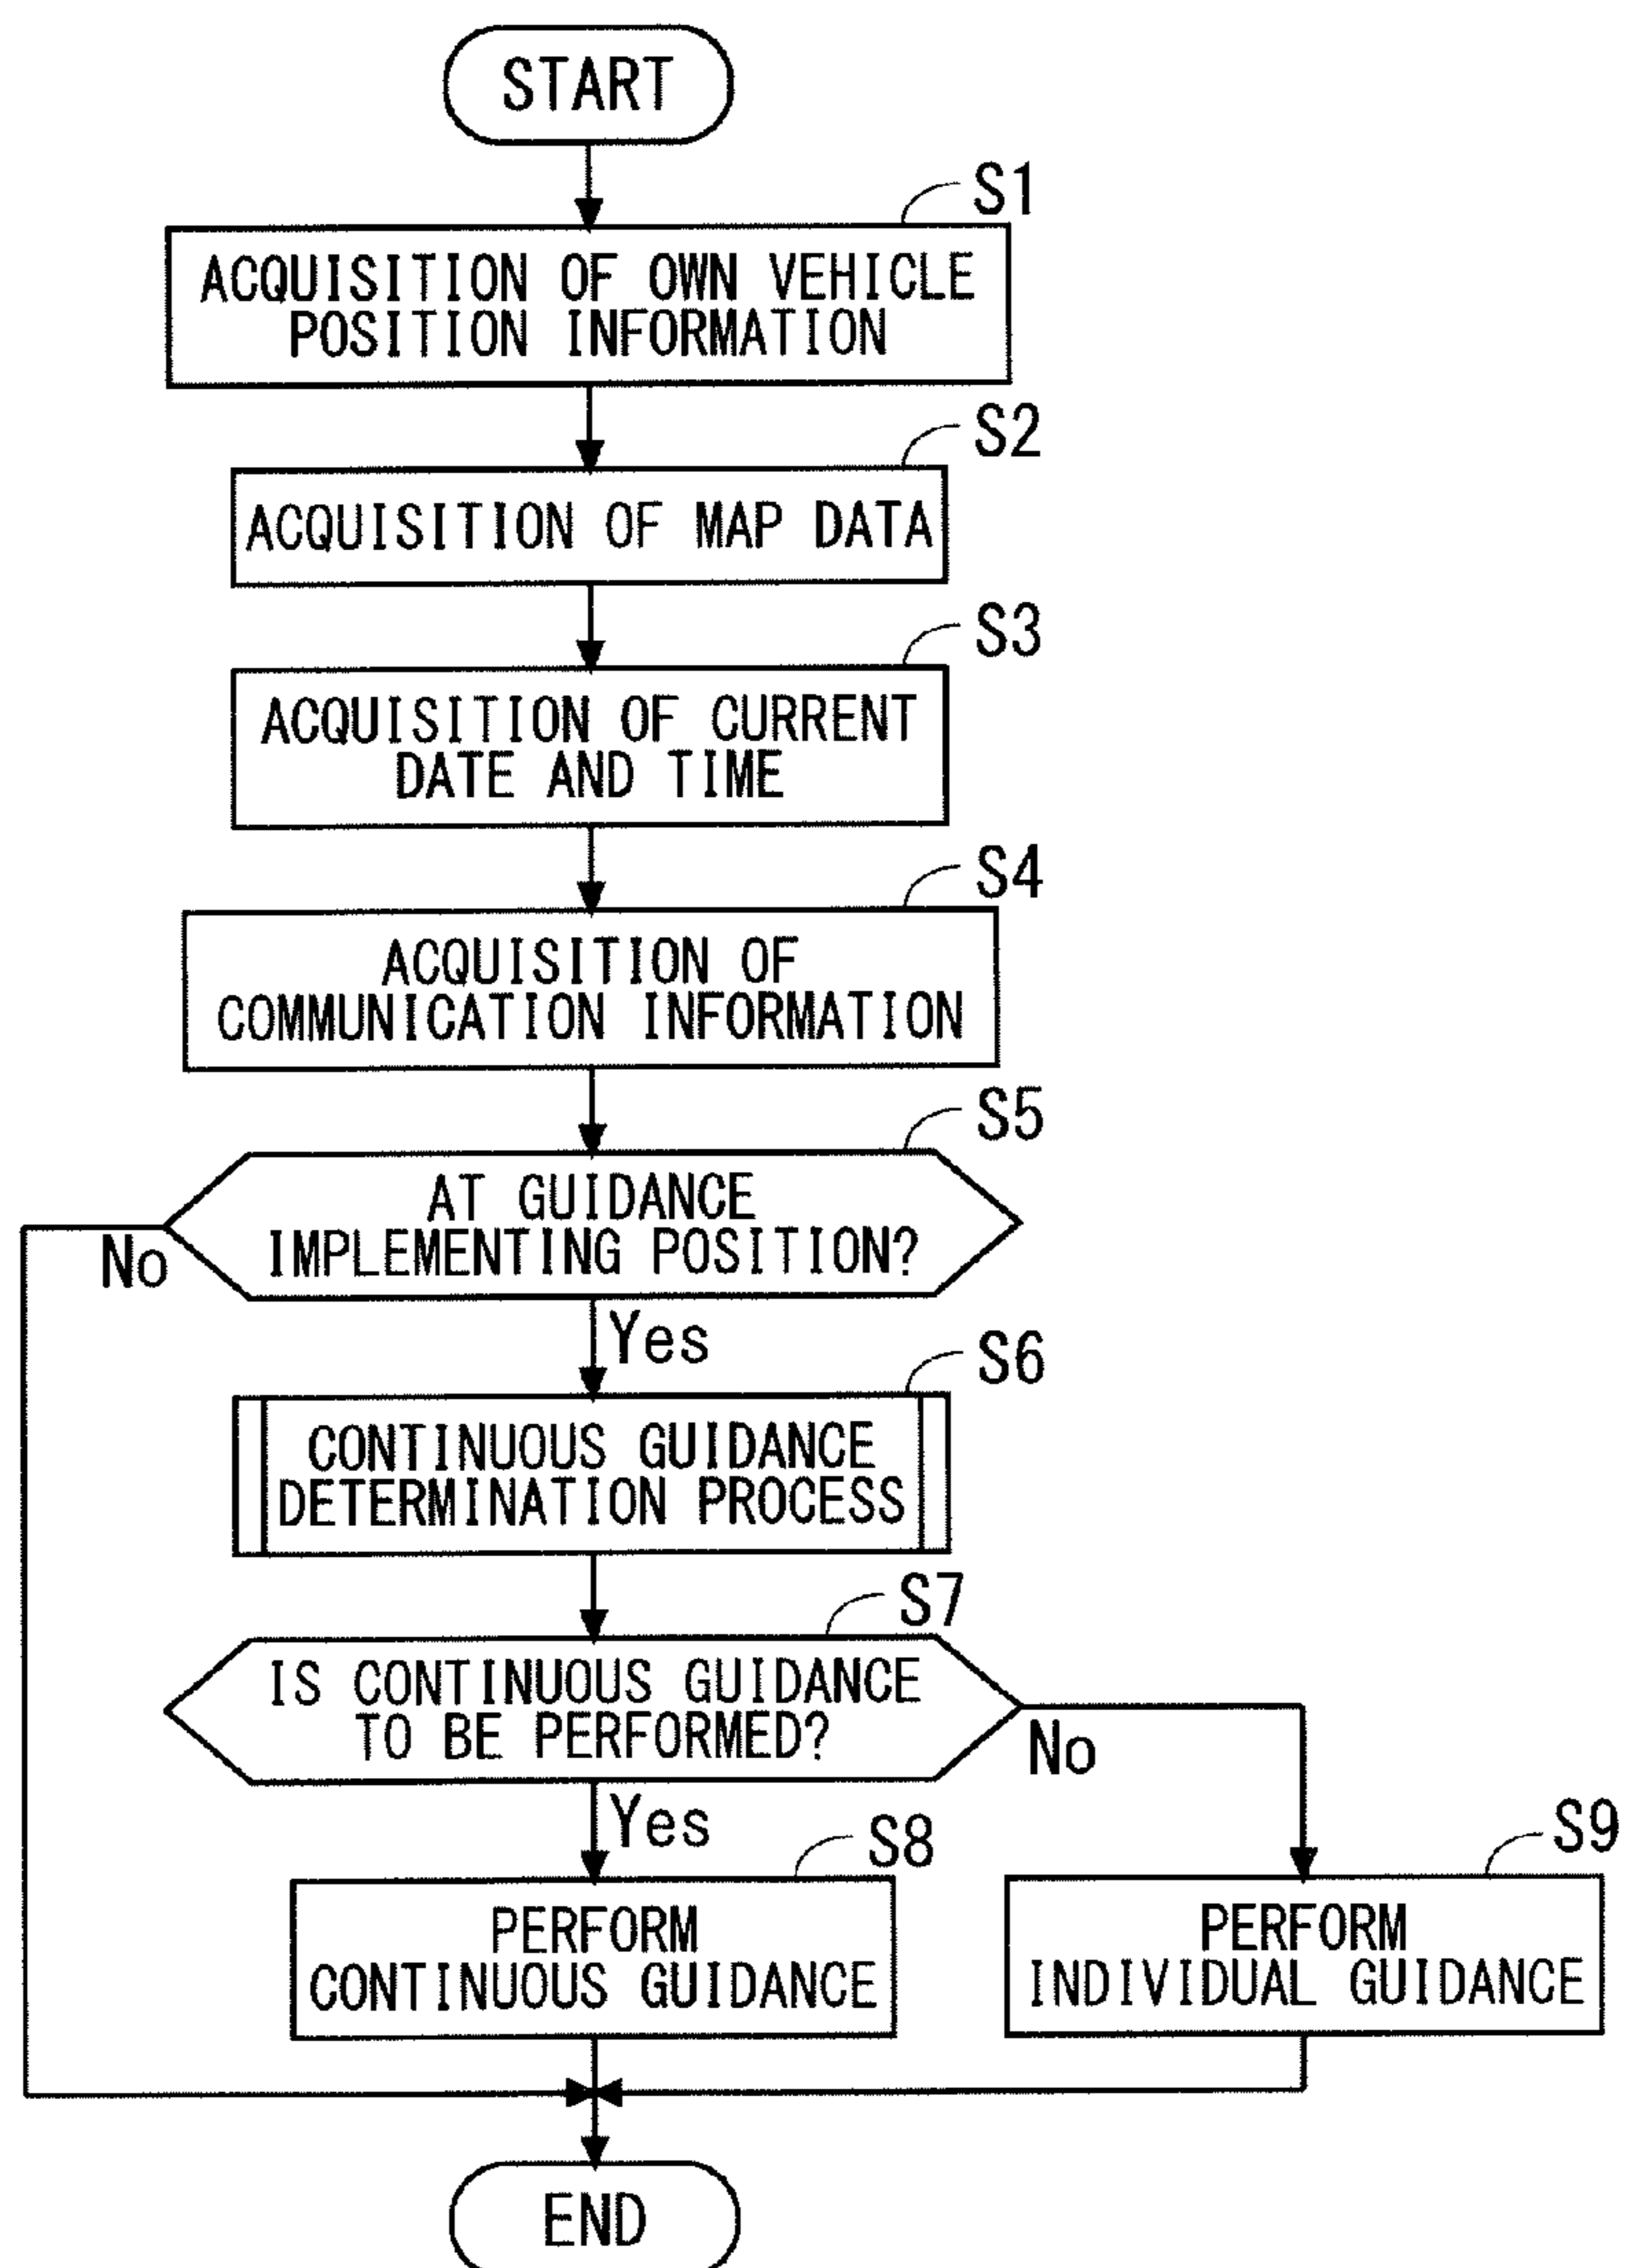 START
S1
ACQUISITION OF OWN VEHICLE
POSITION INFORMATION
S2
ACQUISITION OF MAP DATA
S3
ACQUISITION OF CURRENT
DATE AND TIME
S4
ACQUISITION OF
COMMUNICATION INFORMATION
S5
AT GUIDANCE
IMPLEMENTING POSITION?
No
Yes
S6
CONTINUOUS GUIDANCE
DETERMINATION PROCESS
S7
IS CONTINUOUS GUIDANCE
TO BE PERFORMED?
No
Yes
S8
PERFORM
CONTINUOUS GUIDANCE
S9
PERFORM
INDIVIDUAL GUIDANCE
END